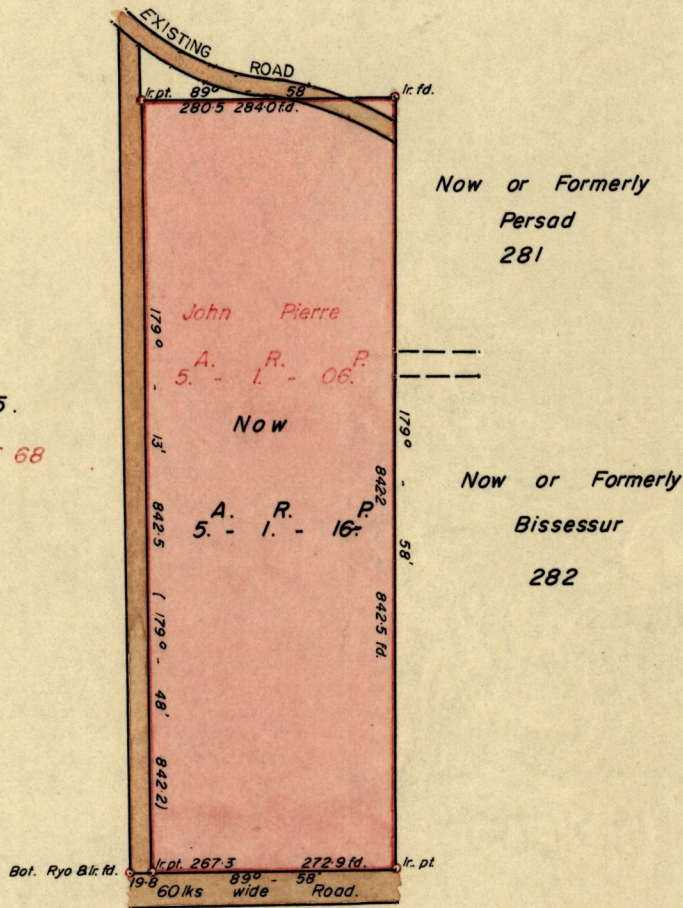 EXISTING ROAD
Ir. pt. 89° - 58' Ir. fd.
280·5 284·0 fd.
Now or Formerly
Persad
281
John Pierre
A. R. P.
5. - 1. - 06.
Now
A. R. P.
5. - 1. - 16.
179° - 13' 842·5 ( 179° - 48' 842·2)
179° - 58'
8422 842·5 fd.
5.
68
Now or Formerly
Bissessur
282
Bot. Ryo & Ir. fd. Ir. pt. 267·3 272·9 fd. Ir. pt
19·8 89° - 58'
60 lks wide Road.